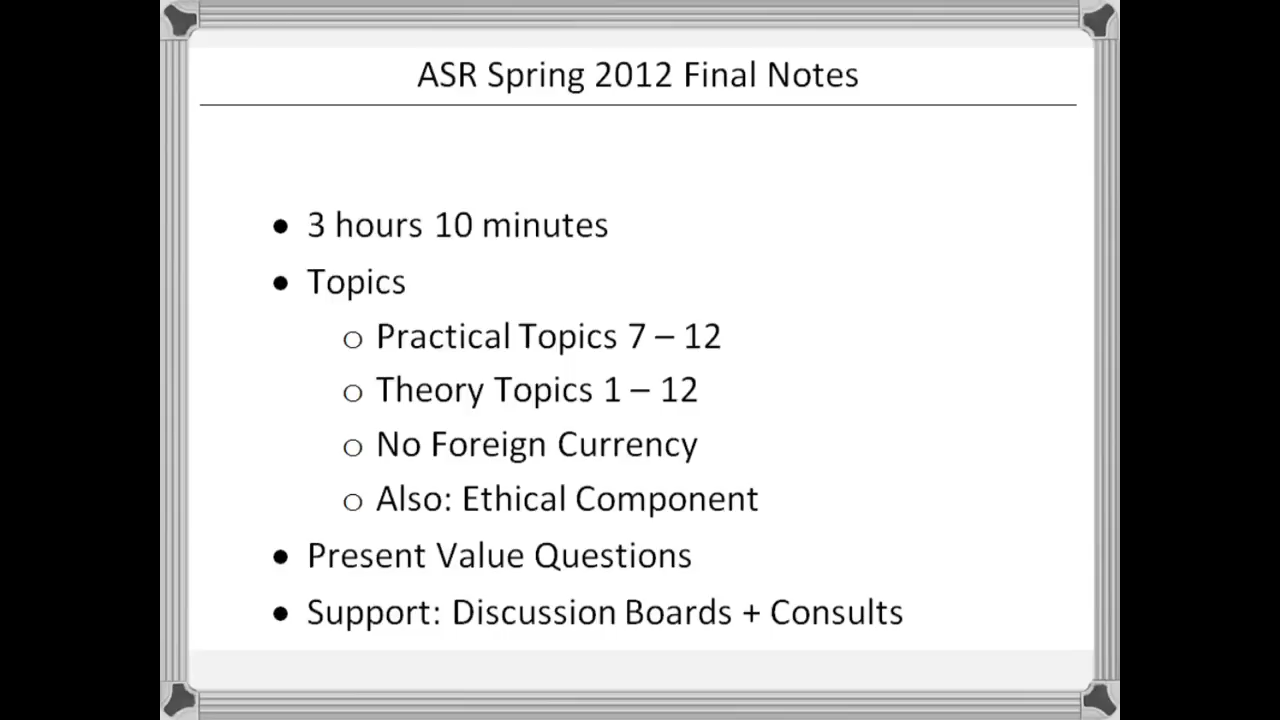 ASR Spring 2012 Final Notes
● 3 hours 10 minutes
● Topics
o Practical Topics 7 – 12
o Theory Topics 1 – 12
o No Foreign Currency
o Also: Ethical Component
● Present Value Questions
● Support: Discussion Boards + Consults